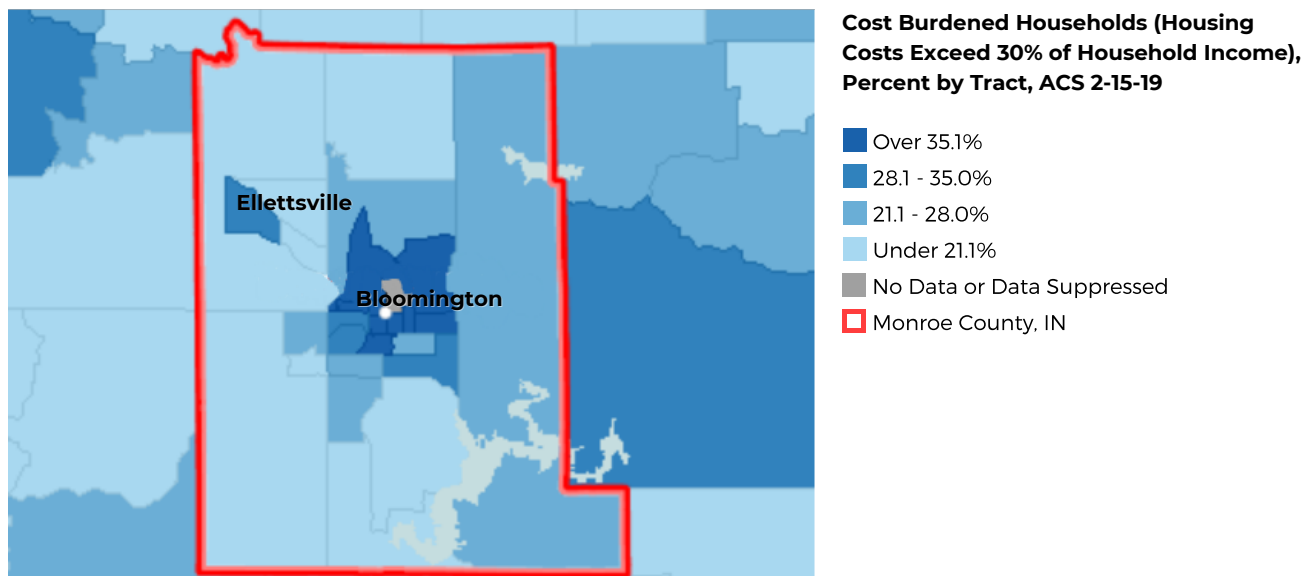 Cost Burdened Households (Housing
Costs Exceed 30% of Household Income),
Percent by Tract, ACS 2-15-19
Over 35.1%
28.1 - 35.0%
21.1 - 28.0%
Under 21.1%
No Data or Data Suppressed
Monroe County, IN
Ellettsville
Bloomington